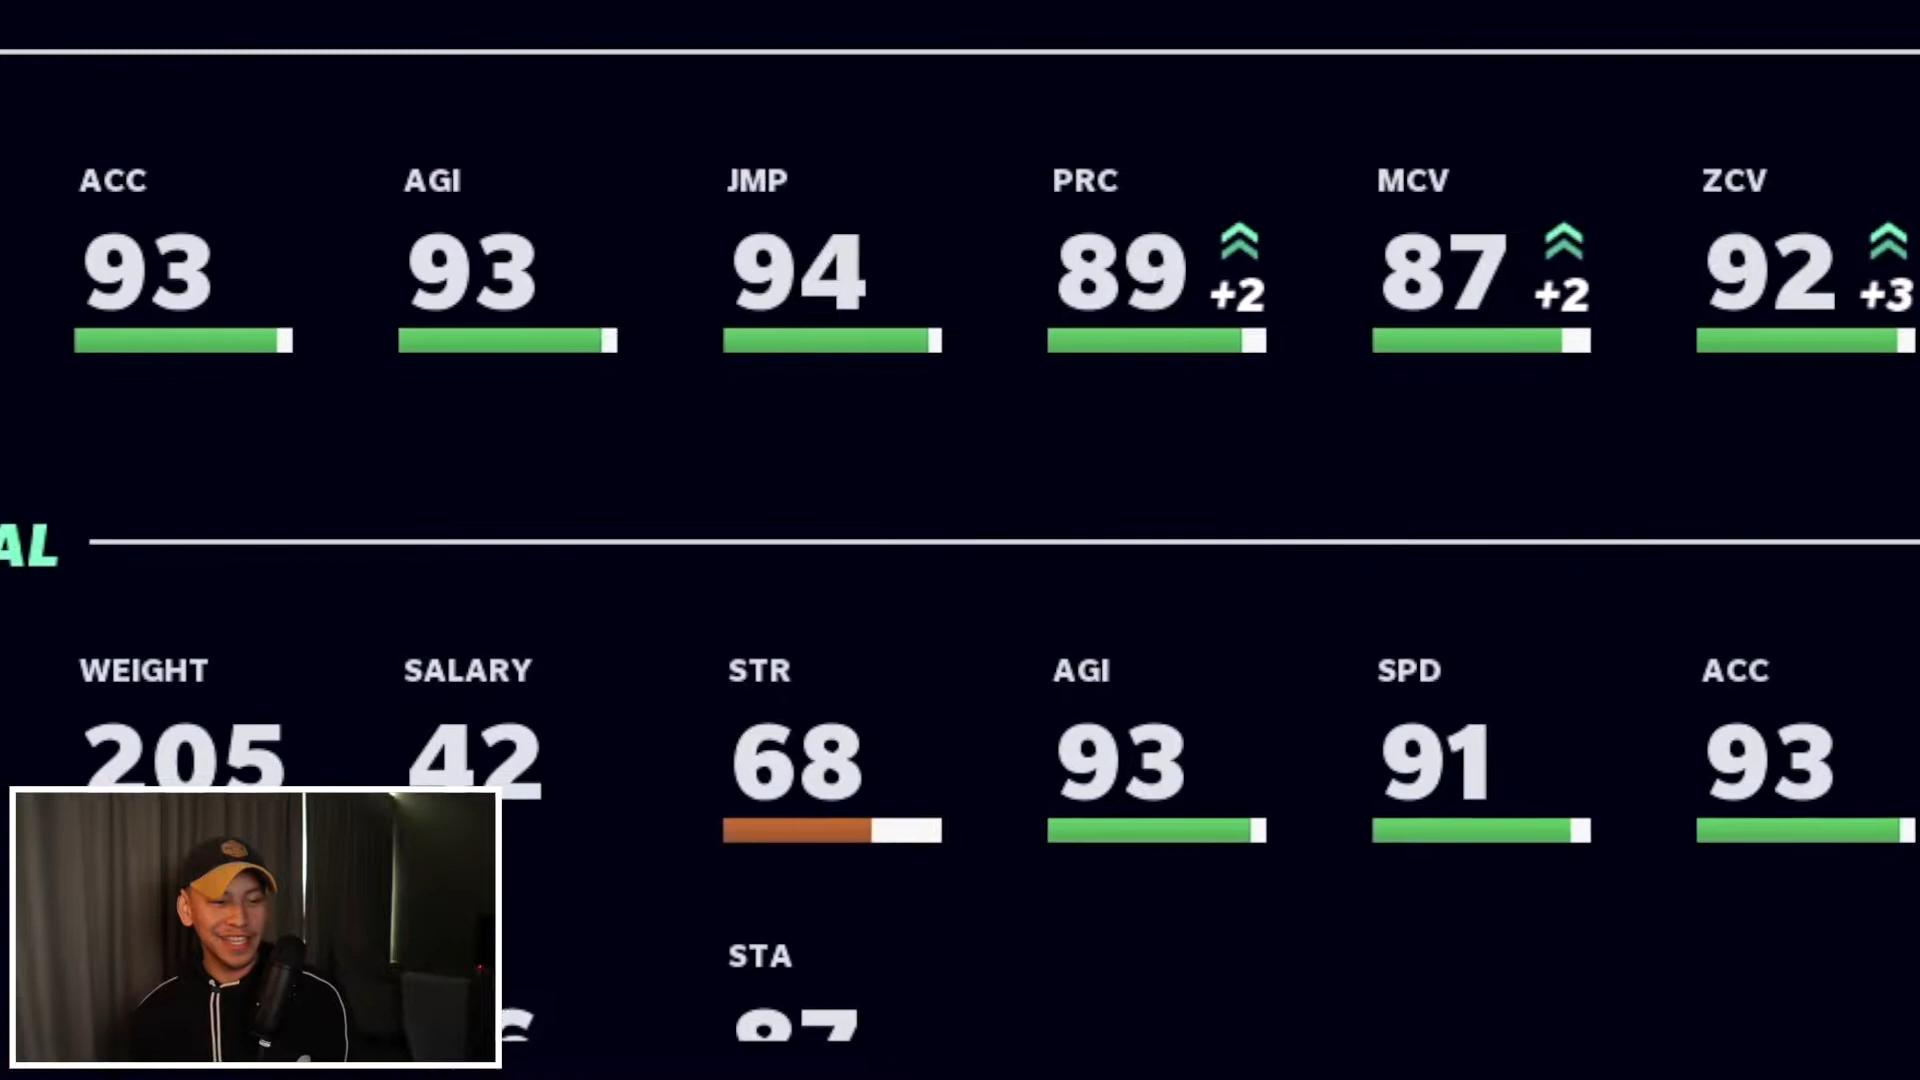 ACC AGI JMP PRC MCV ZCV
93 93 94 89 +2 87 +2 92 +3
AL
WEIGHT SALARY STR AGI SPD ACC
205 42 68 93 91 93
STA
87